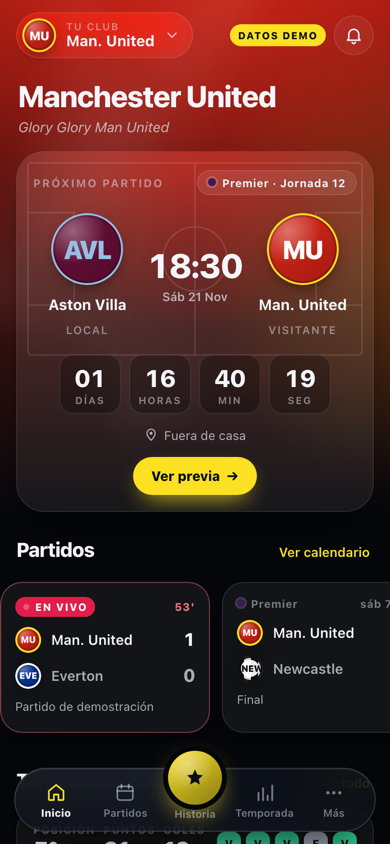 MU
TU CLUB
Man. United
DATOS DEMO
Manchester United
Glory Glory Man United
PRÓXIMO PARTIDO
Premier · Jornada 12
AVL
18:30
MU
Sáb 21 Nov
Aston Villa
Man. United
LOCAL
VISITANTE
01
16
40
19
DÍAS
HORAS
MIN
SEG
Fuera de casa
Ver previa →
Partidos
Ver calendario
EN VIVO
53'
MU
Man. United
1
EVE
Everton
0
Partido de demostración
Premier
sáb 7
MU
Man. United
NEW
Newcastle
Final
Inicio
Partidos
Historia
Temporada
Más
POSICIÓN
PUNTOS
GOLES